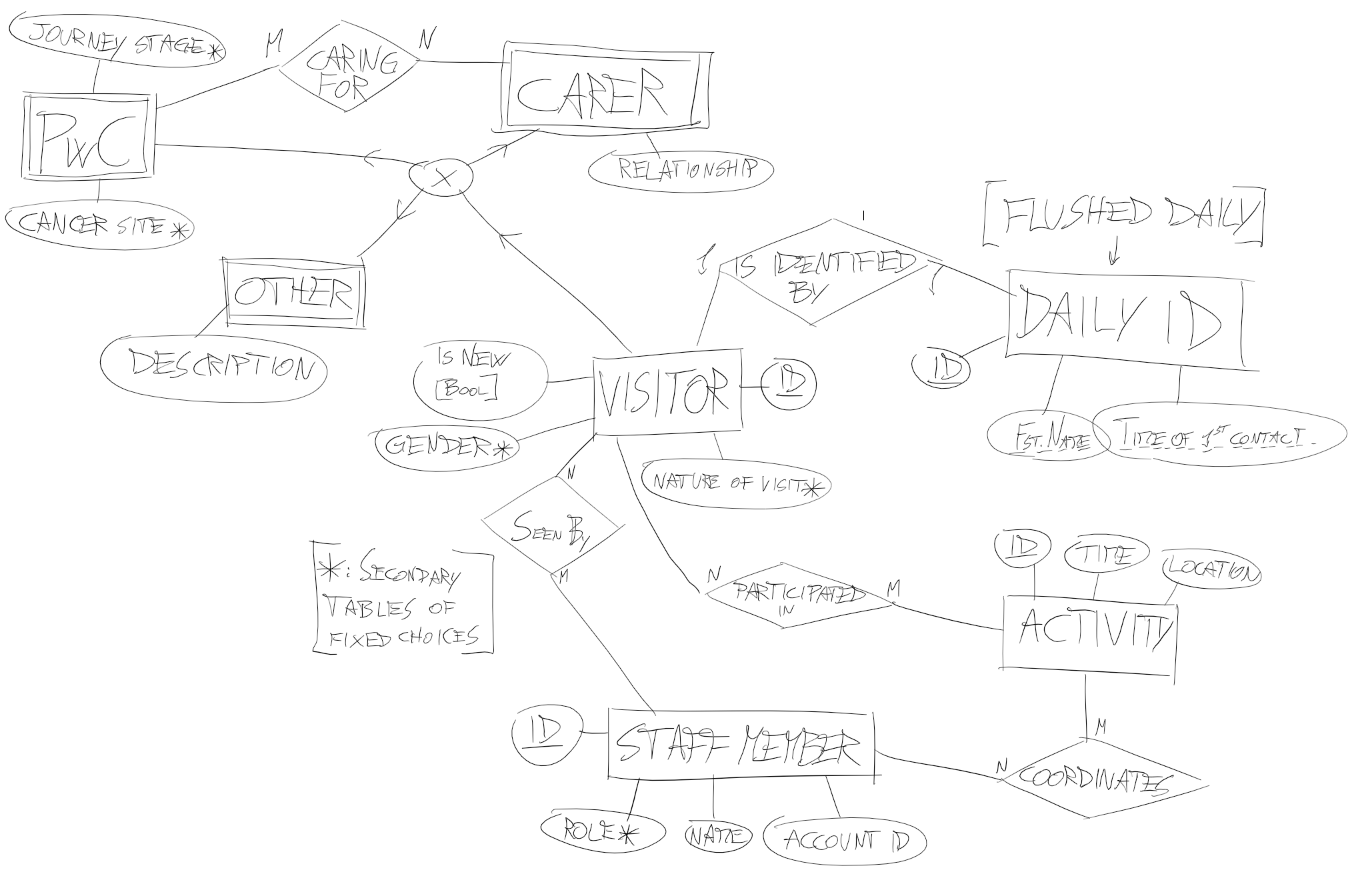 JOURNEY STAGE*
M
CARING
FOR
N
CARER
PwC
RELATIONSHIP
X
CANCER SITE*
[FLUSHED DAILY]
1
IS IDENTIFIED
BY
1
OTHER
DAILY ID
DESCRIPTION
IS NEW
[BOOL]
VISITOR
ID
ID
GENDER*
FST. NAME
TIME OF 1ST CONTACT
NATURE OF VISIT*
N
SEEN BY
M
*: SECONDARY
TABLES OF
FIXED CHOICES
N
PARTICIPATED
IN
M
ID
TITLE
LOCATION
ACTIVITY
ID
STAFF MEMBER
M
N
COORDINATES
ROLE*
NAME
ACCOUNT ID